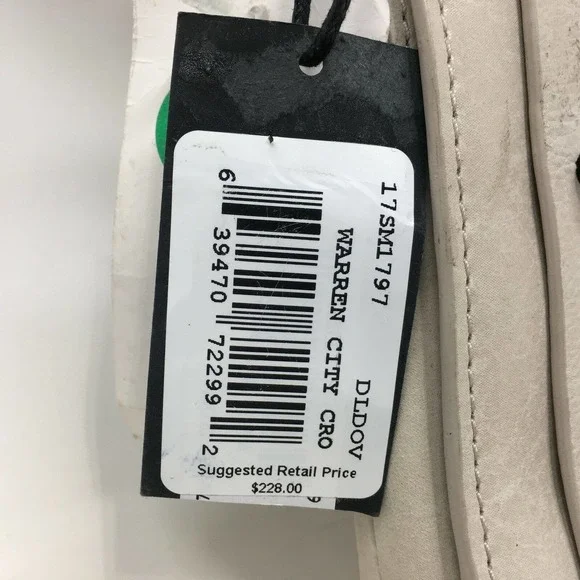 17SM1797 DLDOV
WARREN CITY CRO
6 39470 72299 2
Suggested Retail Price
$228.00